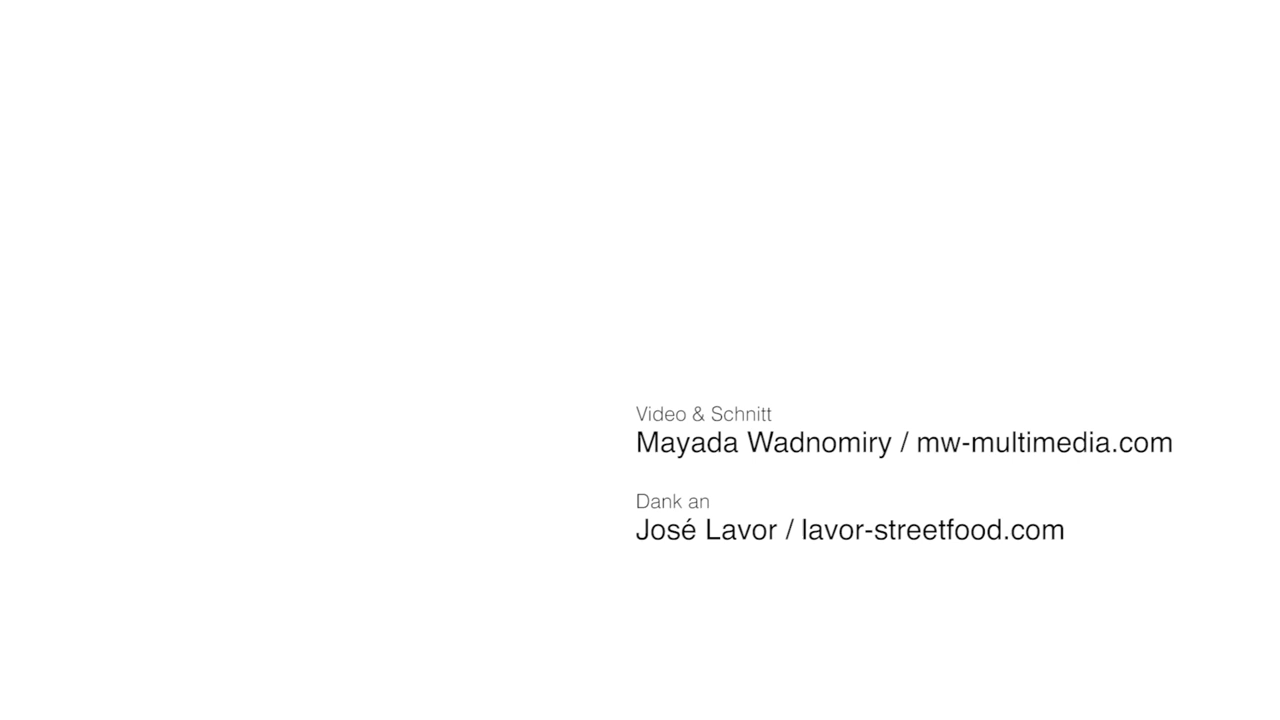 Video & Schnitt
Mayada Wadnomiry / mw-multimedia.com
Dank an
José Lavor / lavor-streetfood.com